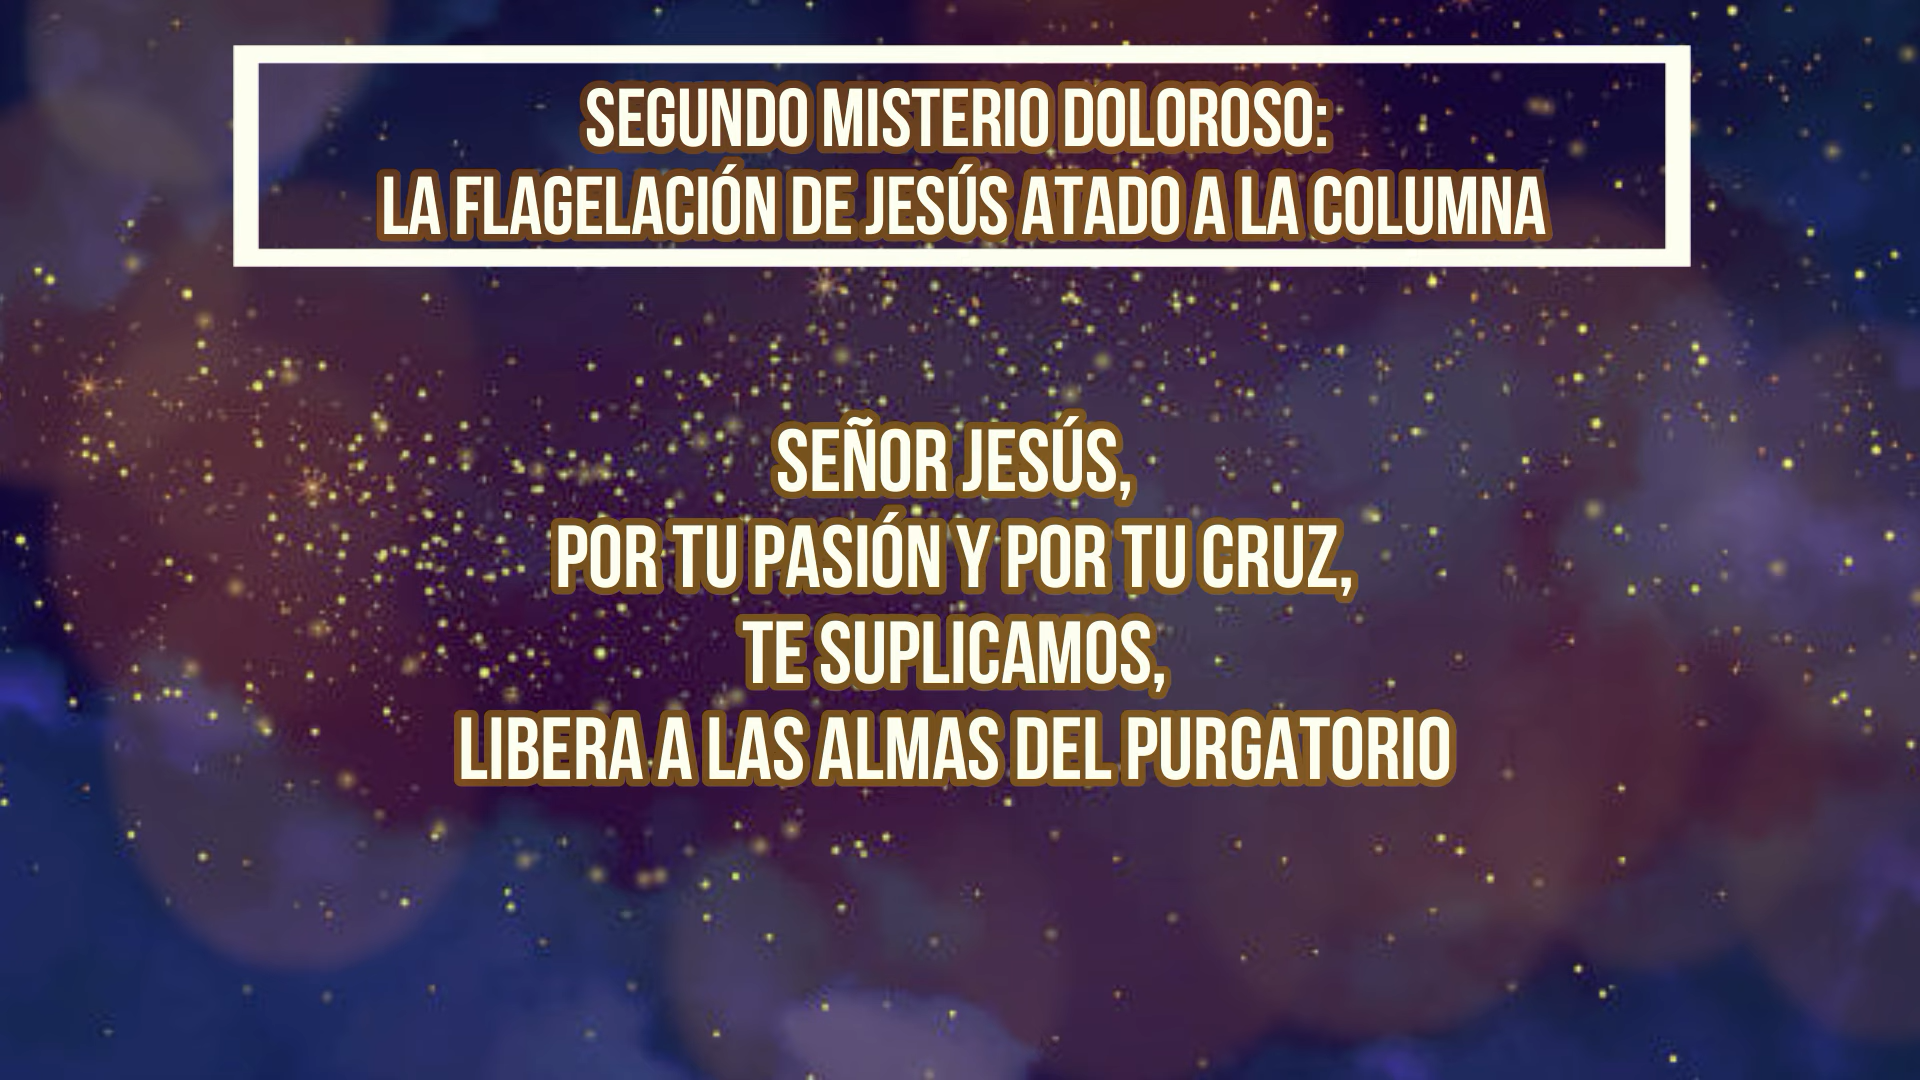 SEGUNDO MISTERIO DOLOROSO:
LA FLAGELACIÓN DE JESÚS ATADO A LA COLUMNA
SEÑOR JESÚS,
POR TU PASIÓN Y POR TU CRUZ,
TE SUPLICAMOS,
LIBERA A LAS ALMAS DEL PURGATORIO